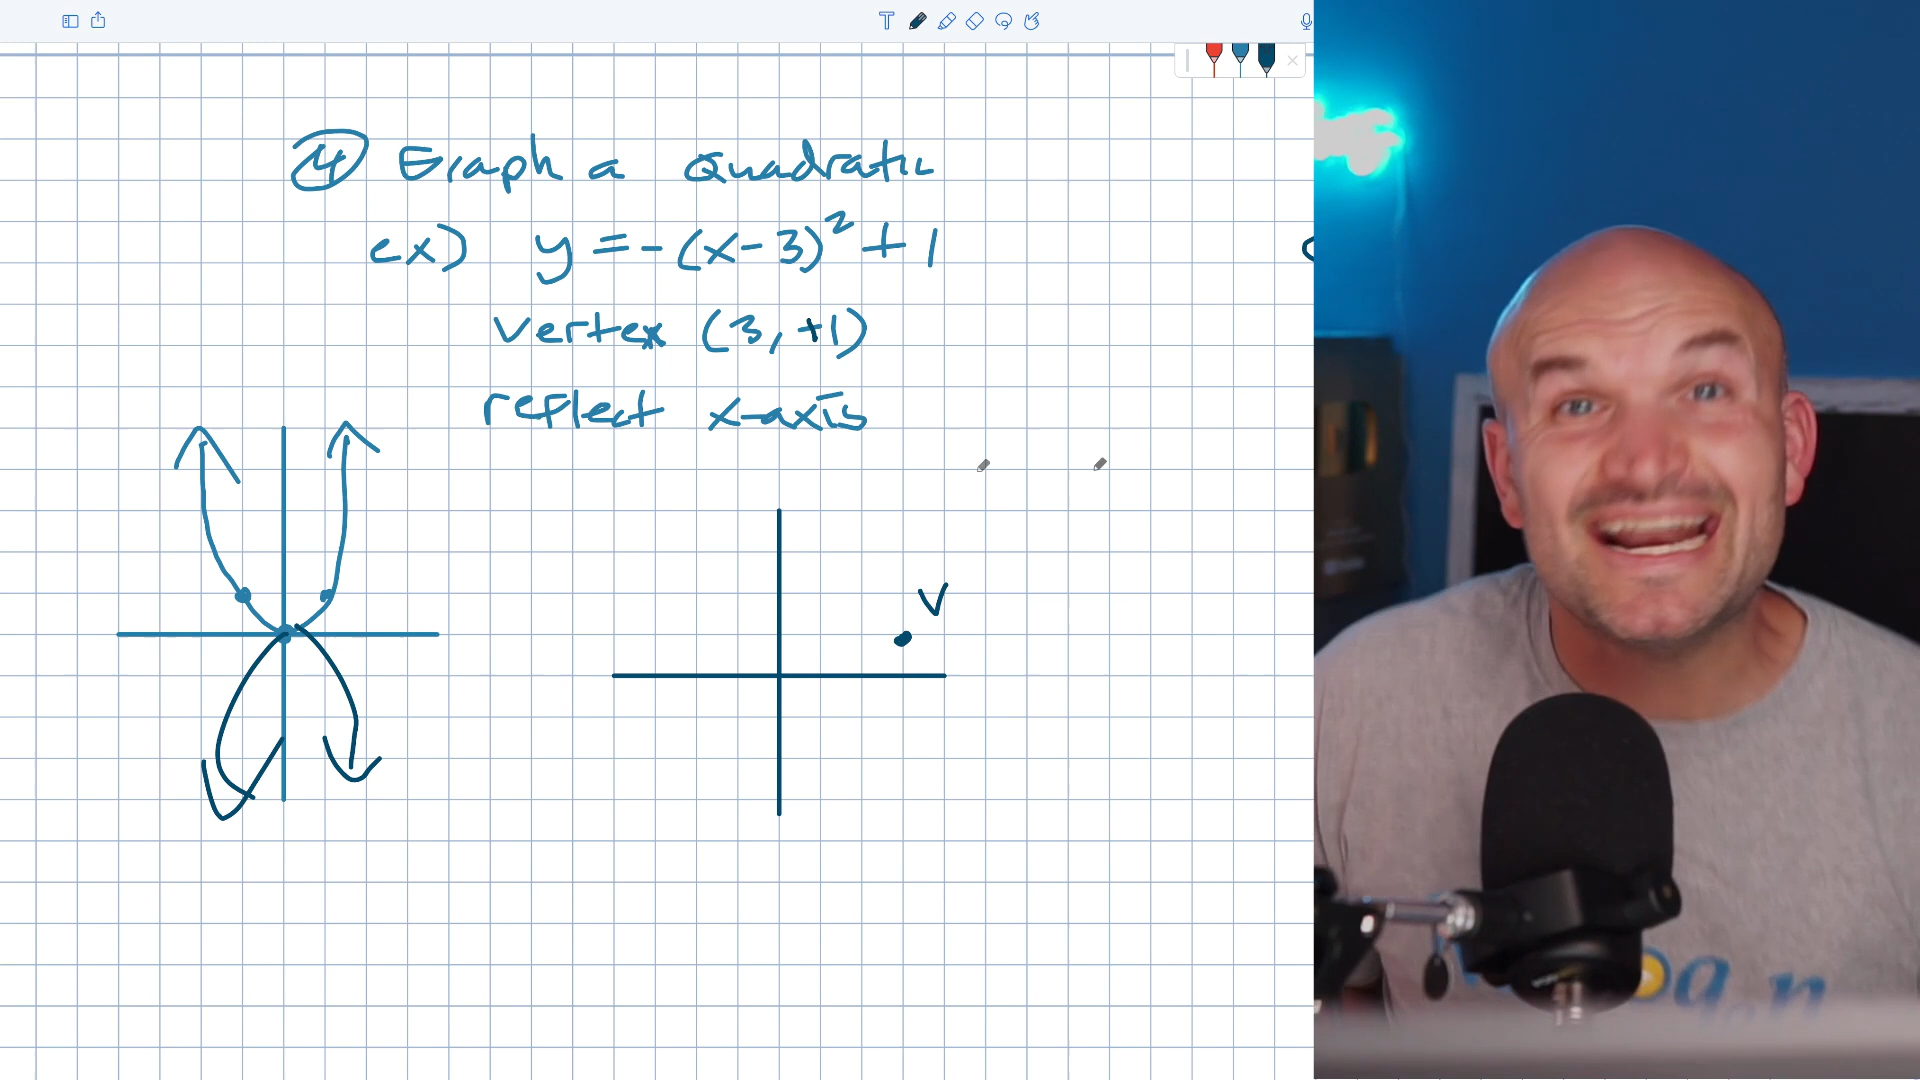 ④ Graph a Quadratic
ex) y = -(x-3)² + 1
vertex (3, +1)
reflect x-axis
V